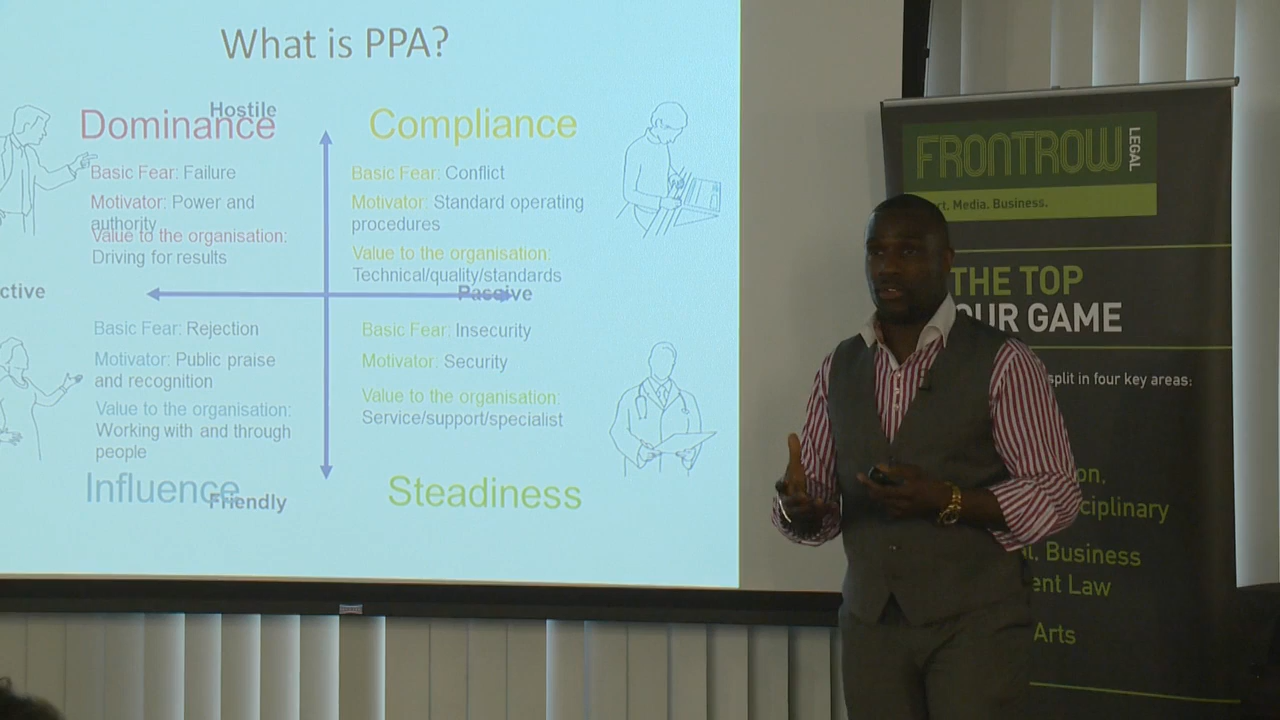 What is PPA?
Hostile
Dominance
Basic Fear: Failure
Motivator: Power and
authority
Value to the organisation:
Driving for results
Compliance
Basic Fear: Conflict
Motivator: Standard operating
procedures
Value to the organisation:
Technical/quality/standards
ctive
Passive
Basic Fear: Rejection
Motivator: Public praise
and recognition
Value to the organisation:
Working with and through
people
Influence
Friendly
Basic Fear: Insecurity
Motivator: Security
Value to the organisation:
Service/support/specialist
Steadiness
FRONTROW
LEGAL
rt. Media. Business.
THE TOP
OUR GAME
split in four key areas:
on,
ciplinary
l, Business
ent Law
Arts